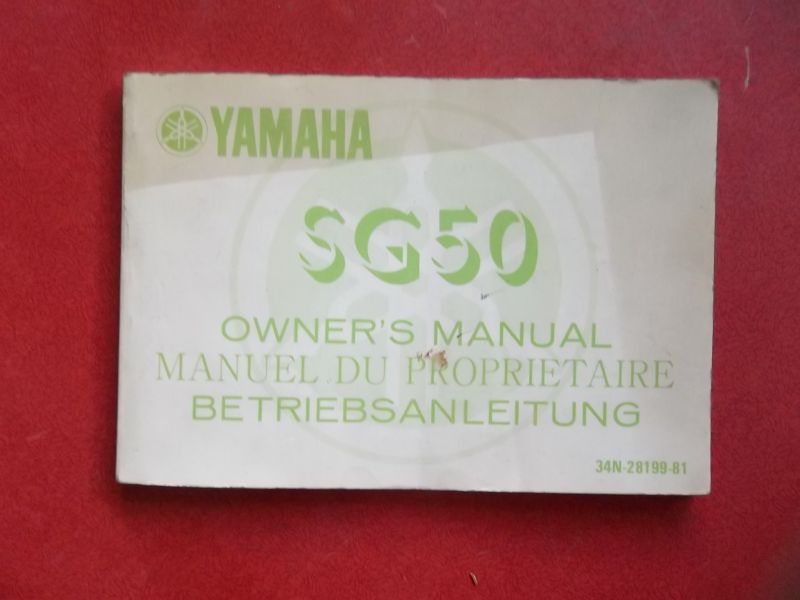 YAMAHA
SG50
OWNER'S MANUAL
MANUEL DU PROPRIETAIRE
BETRIEBSANLEITUNG
34N-28199-81